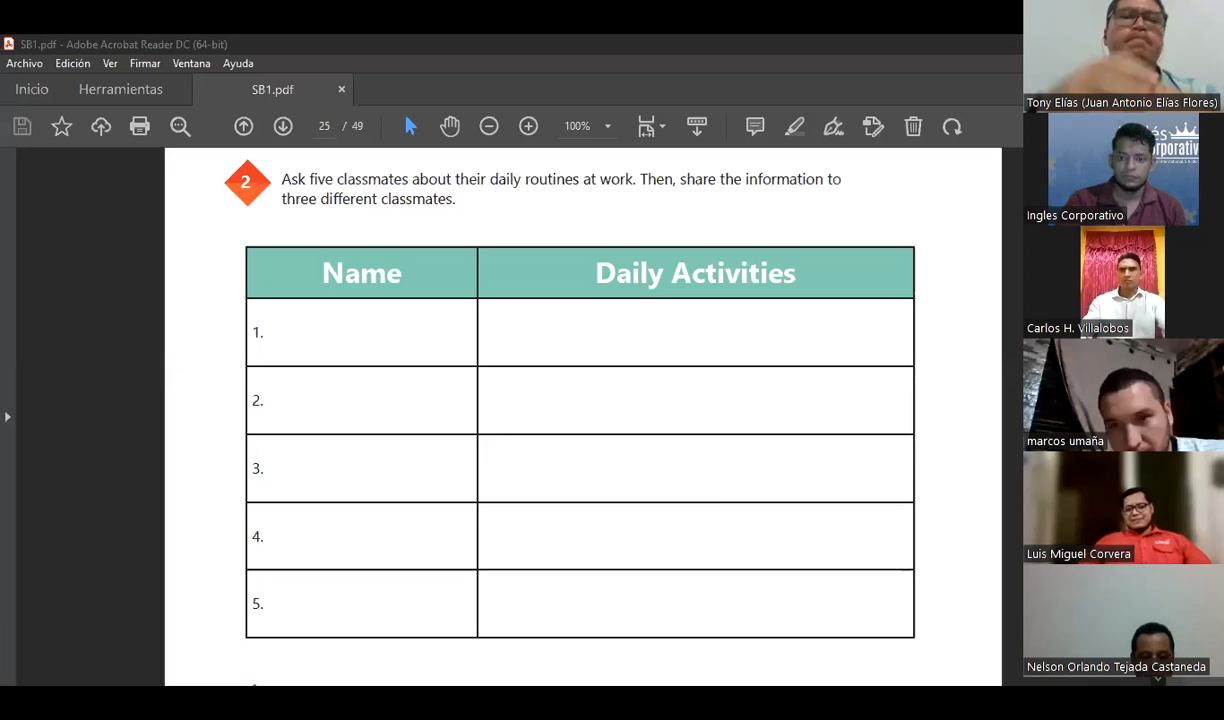 SB1.pdf - Adobe Acrobat Reader DC (64-bit)
Archivo Edición Ver Firmar Ventana Ayuda
Inicio Herramientas SB1.pdf ×
25 / 49 100%
2 Ask five classmates about their daily routines at work. Then, share the information to
three different classmates.
Name Daily Activities
1.
2.
3.
4.
5.
Tony Elías (Juan Antonio Elías Flores)
Ingles Corporativo
Carlos H. Villalobos
marcos umaña
Luis Miguel Corvera
Nelson Orlando Tejada Castaneda